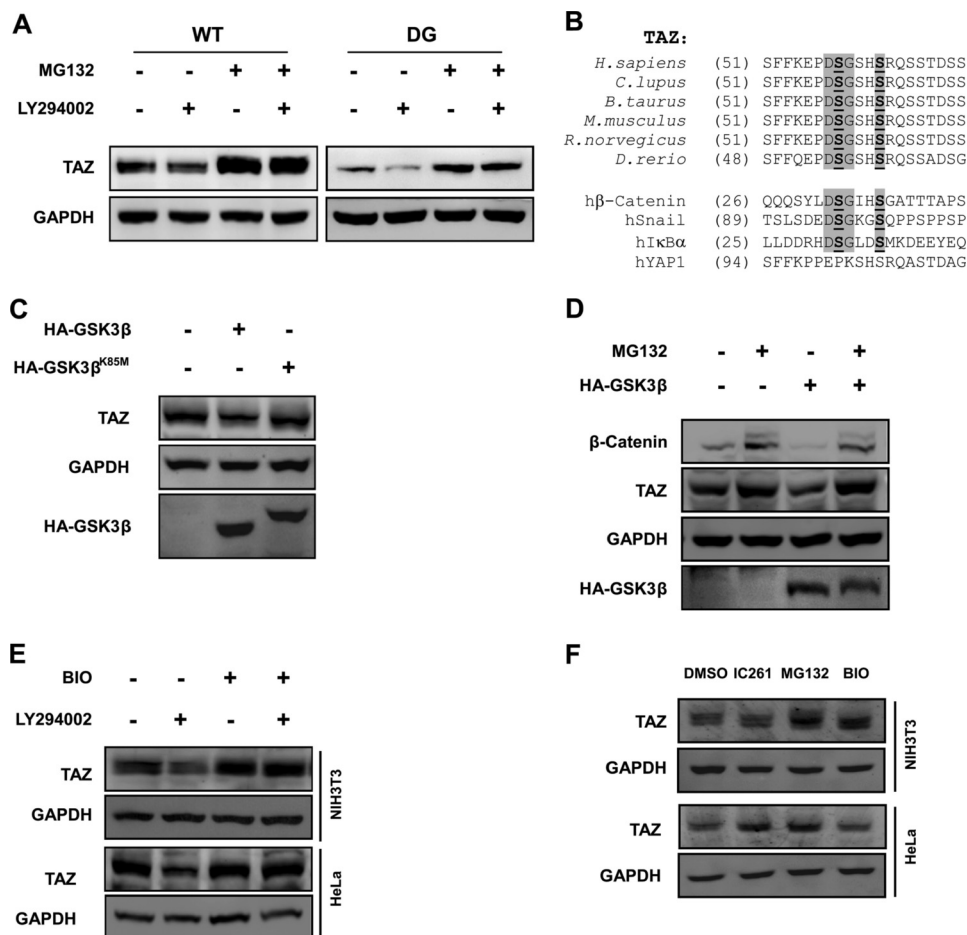 A
WT DG
MG132 - - + + - - + +
LY294002 - + - + - + - +
TAZ
GAPDH
B
TAZ:
H.sapiens (51) SFFKEPDSGSHSRQSSTDSS
C.lupus (51) SFFKEPDSGSHSRQSSTDSS
B.taurus (51) SFFKEPDSGSHSRQSSTDSS
M.musculus (51) SFFKEPDSGSHSRQSSTDSS
R.norvegicus (51) SFFKEPDSGSHSRQSSTDSS
D.rerio (48) SFFQEPDSGSHSRQSSADSG
hβ-Catenin (26) QQQSYLDSGIHSGATTTAPS
hSnail (89) TSLSDEDSGKGSQPPSPPSP
hIκBα (25) LLDDRHDSGLDSMKDEEYEQ
hYAP1 (94) SFFKPPEPKSHSRQASTDAG
C
HA-GSK3β - + -
HA-GSK3βK85M - - +
TAZ
GAPDH
HA-GSK3β
D
MG132 - + - +
HA-GSK3β - - + +
β-Catenin
TAZ
GAPDH
HA-GSK3β
E
BIO - - + +
LY294002 - + - +
TAZ
GAPDH
NIH3T3
TAZ
GAPDH
HeLa
F
DMSO IC261 MG132 BIO
TAZ
GAPDH
NIH3T3
TAZ
GAPDH
HeLa